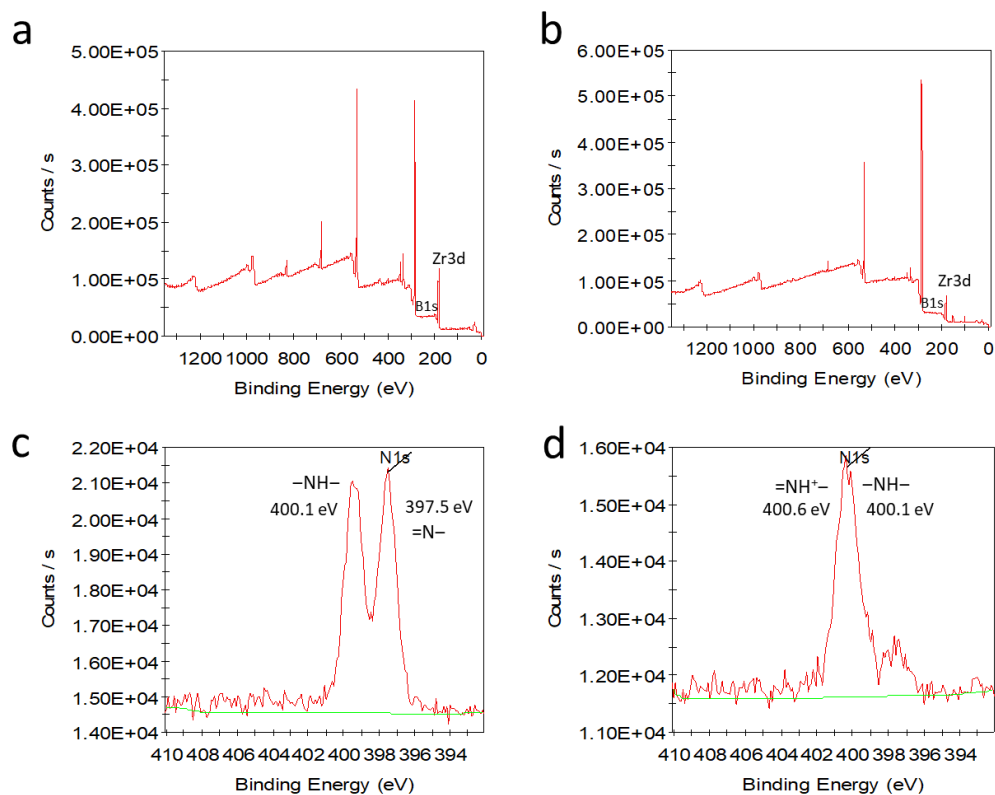 a
5.00E+05
4.00E+05
3.00E+05
2.00E+05
1.00E+05
0.00E+00
Counts / s
Zr3d
B1s
1200 1000 800 600 400 200 0
Binding Energy (eV)
b
6.00E+05
5.00E+05
4.00E+05
3.00E+05
2.00E+05
1.00E+05
0.00E+00
Counts / s
Zr3d
B1s
1200 1000 800 600 400 200 0
Binding Energy (eV)
c
2.20E+04
2.10E+04
2.00E+04
1.90E+04
1.80E+04
1.70E+04
1.60E+04
1.50E+04
1.40E+04
Counts / s
N1s
–NH–
400.1 eV
397.5 eV
=N–
410 408 406 404 402 400 398 396 394
Binding Energy (eV)
d
1.60E+04
1.50E+04
1.40E+04
1.30E+04
1.20E+04
1.10E+04
Counts / s
N1s
=NH⁺–
400.6 eV
–NH–
400.1 eV
410 408 406 404 402 400 398 396 394
Binding Energy (eV)